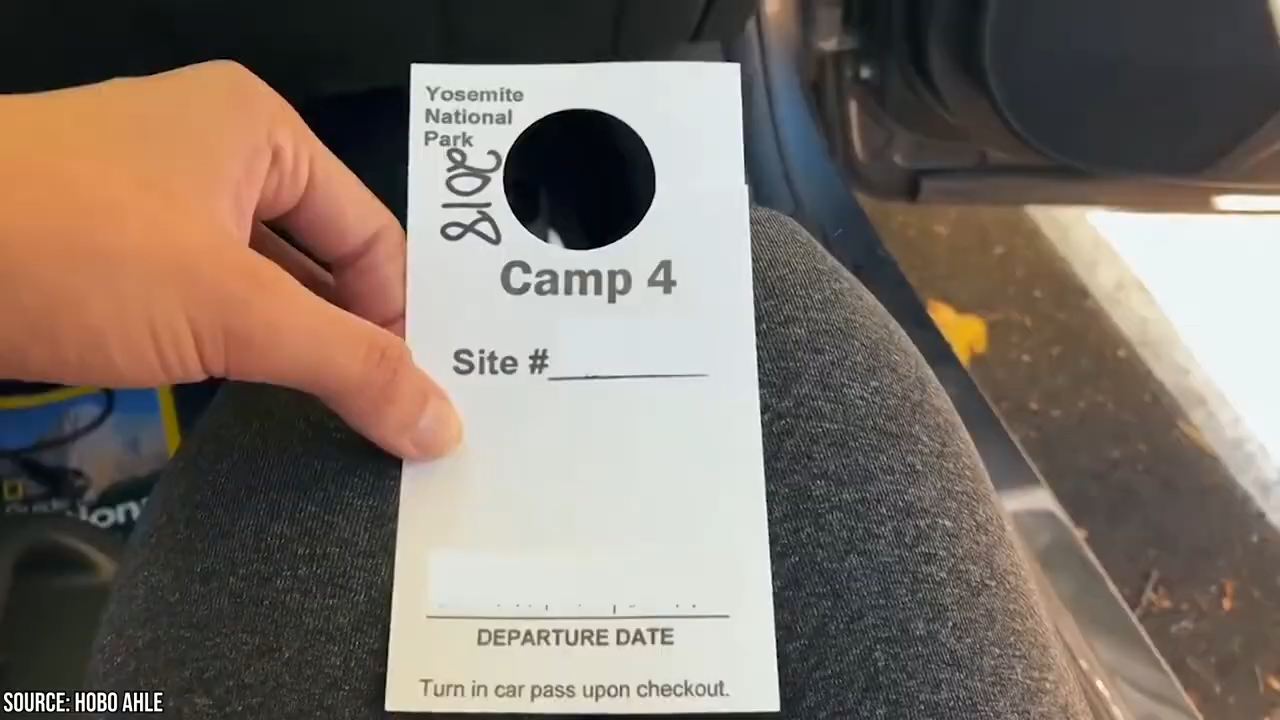 Yosemite
National
Park
2018
Camp 4
Site #
DEPARTURE DATE
Turn in car pass upon checkout.
SOURCE: HOBO AHLE